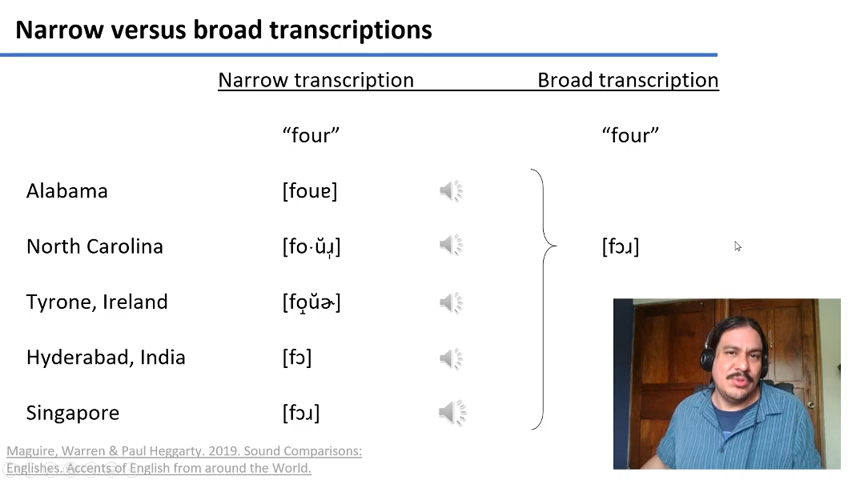 Narrow versus broad transcriptions
Narrow transcription Broad transcription
“four” “four”
Alabama [fouɐ]
North Carolina [fo·ŭɹ̩] [fɔɹ]
Tyrone, Ireland [fo̞ŭɚ]
Hyderabad, India [fɔ]
Singapore [fɔɹ]
Maguire, Warren & Paul Heggarty. 2019. Sound Comparisons:
Englishes. Accents of English from around the World.